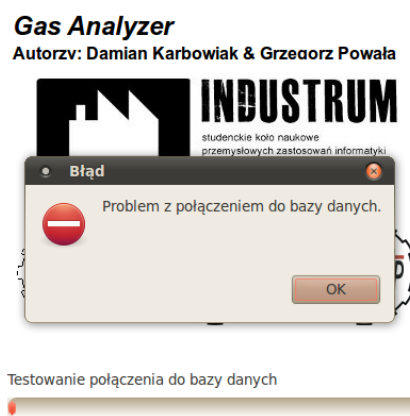 Gas Analyzer
Autorzy: Damian Karbowiak & Grzegorz Powała
INDUSTRUM
studenckie koło naukowe
przemysłowych zastosowań informatyki
Błąd
Problem z połączeniem do bazy danych.
OK
Testowanie połączenia do bazy danych